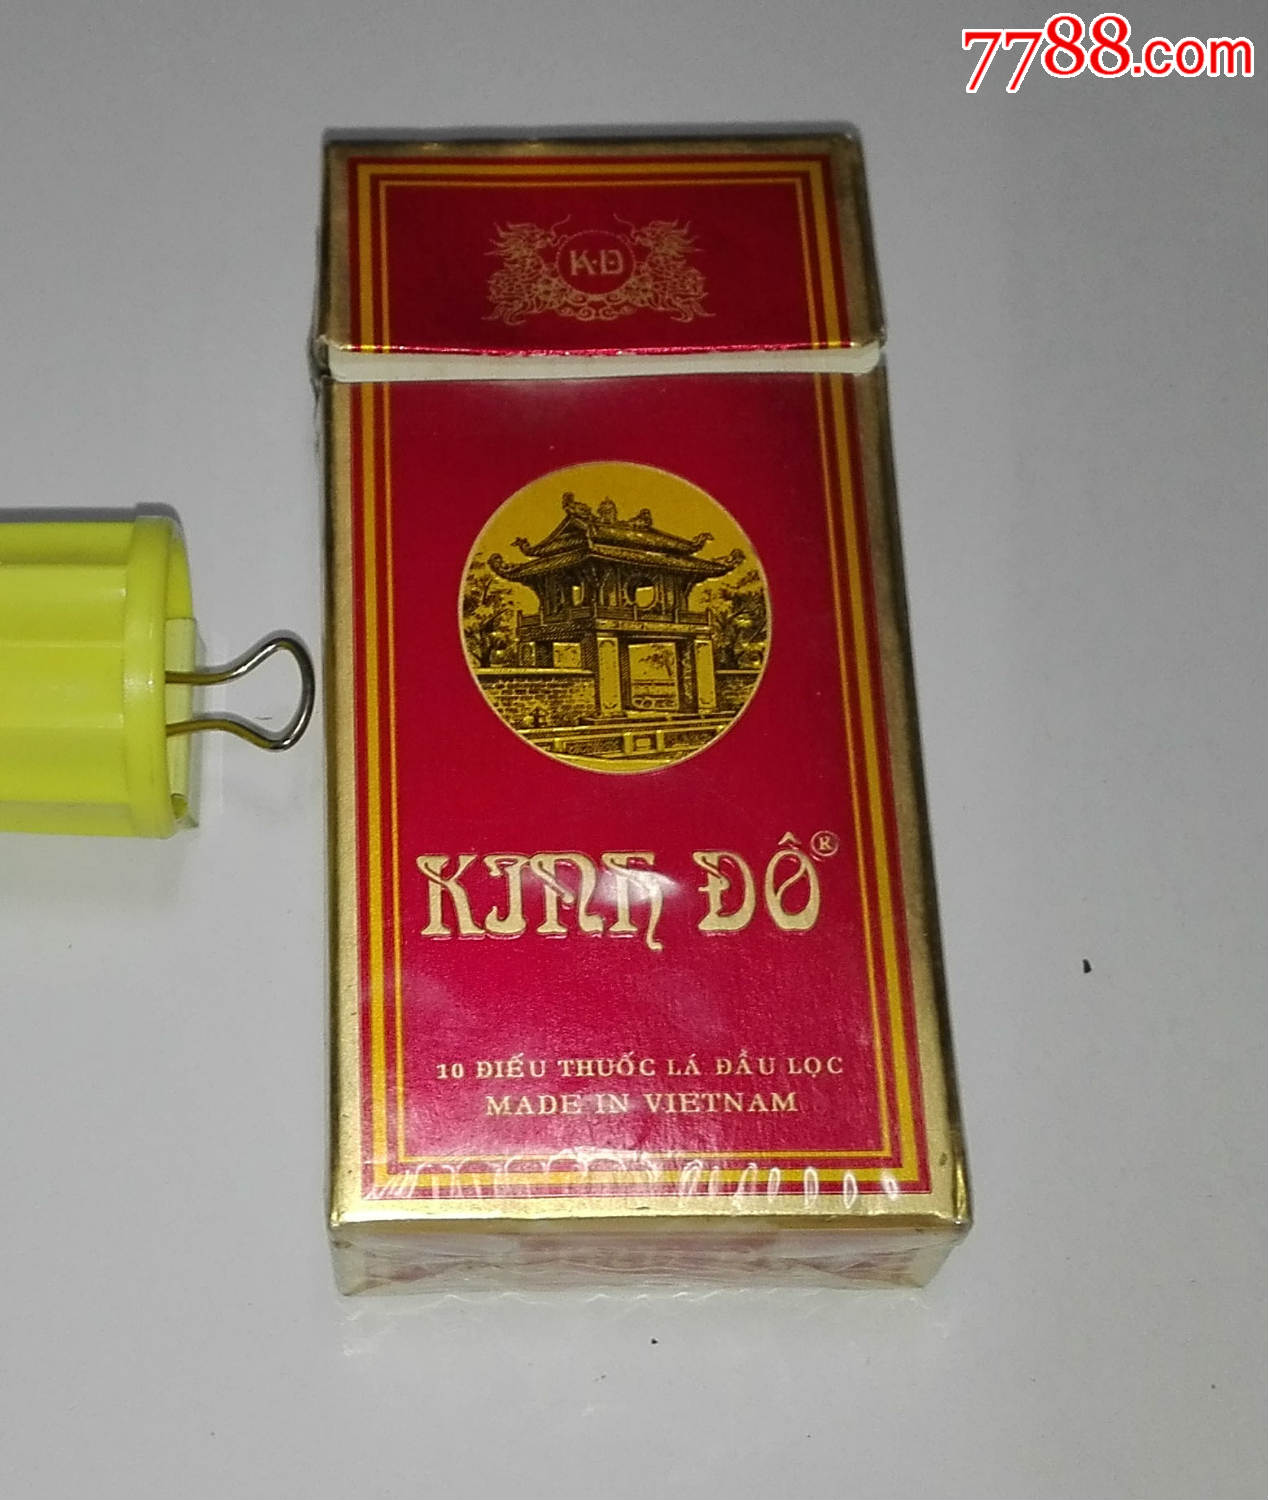 7788.com
K·D
KINH ĐÔ®
10 ĐIẾU THUỐC LÁ ĐẦU LỌC
MADE IN VIETNAM